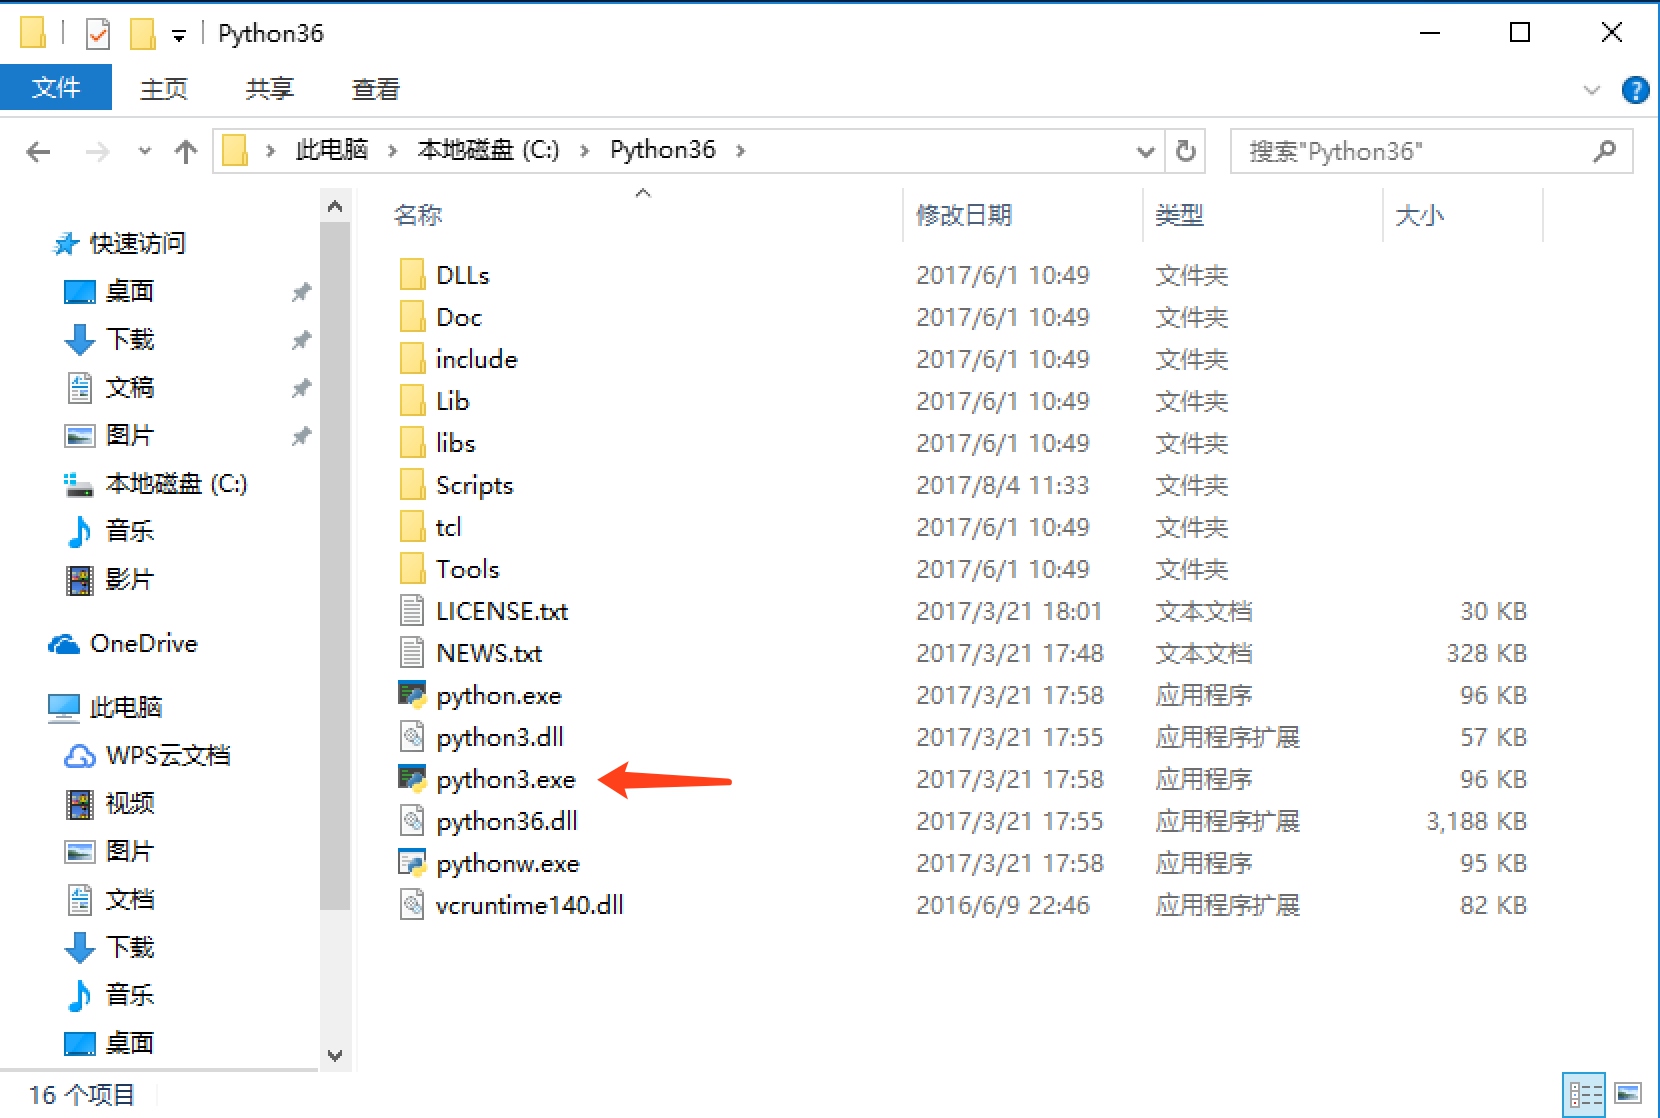 Python36
文件 主页 共享 查看
此电脑 本地磁盘 (C:) Python36 搜索"Python36"
名称 修改日期 类型 大小
快速访问
桌面
下载
文稿
图片
本地磁盘 (C:)
音乐
影片
OneDrive
此电脑
WPS云文档
视频
图片
文档
下载
音乐
桌面
DLLs 2017/6/1 10:49 文件夹
Doc 2017/6/1 10:49 文件夹
include 2017/6/1 10:49 文件夹
Lib 2017/6/1 10:49 文件夹
libs 2017/6/1 10:49 文件夹
Scripts 2017/8/4 11:33 文件夹
tcl 2017/6/1 10:49 文件夹
Tools 2017/6/1 10:49 文件夹
LICENSE.txt 2017/3/21 18:01 文本文档 30 KB
NEWS.txt 2017/3/21 17:48 文本文档 328 KB
python.exe 2017/3/21 17:58 应用程序 96 KB
python3.dll 2017/3/21 17:55 应用程序扩展 57 KB
python3.exe 2017/3/21 17:58 应用程序 96 KB
python36.dll 2017/3/21 17:55 应用程序扩展 3,188 KB
pythonw.exe 2017/3/21 17:58 应用程序 95 KB
vcruntime140.dll 2016/6/9 22:46 应用程序扩展 82 KB
16 个项目